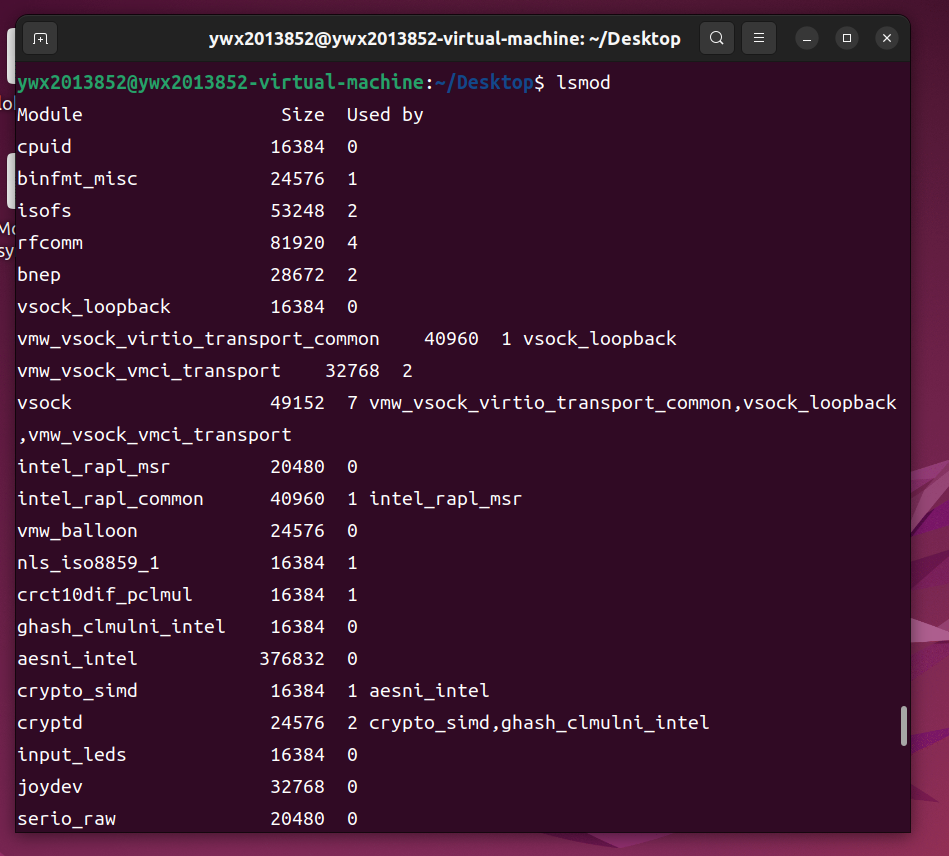 ywx2013852@ywx2013852-virtual-machine: ~/Desktop
ywx2013852@ywx2013852-virtual-machine:~/Desktop$ lsmod
Module                  Size  Used by
cpuid                  16384  0
binfmt_misc            24576  1
isofs                  53248  2
rfcomm                 81920  4
bnep                   28672  2
vsock_loopback         16384  0
vmw_vsock_virtio_transport_common    40960  1 vsock_loopback
vmw_vsock_vmci_transport    32768  2
vsock                  49152  7 vmw_vsock_virtio_transport_common,vsock_loopback
,vmw_vsock_vmci_transport
intel_rapl_msr         20480  0
intel_rapl_common      40960  1 intel_rapl_msr
vmw_balloon            24576  0
nls_iso8859_1          16384  1
crct10dif_pclmul       16384  1
ghash_clmulni_intel    16384  0
aesni_intel           376832  0
crypto_simd            16384  1 aesni_intel
cryptd                 24576  2 crypto_simd,ghash_clmulni_intel
input_leds             16384  0
joydev                 32768  0
serio_raw              20480  0